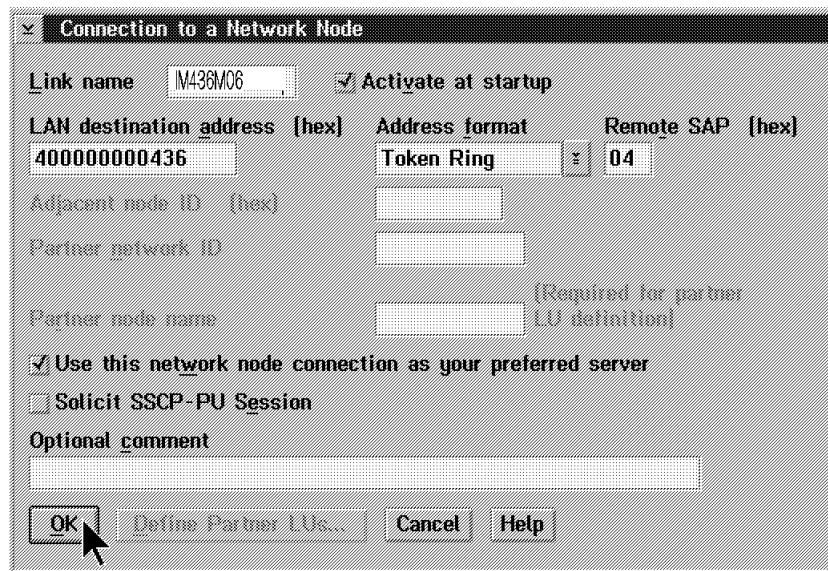 Connection to a Network Node
Link name IM436M06 Activate at startup
LAN destination address (hex) Address format Remote SAP (hex)
400000000436 Token Ring 04
Adjacent node ID (hex)
Partner network ID
Partner node name (Required for partner
LU definition)
Use this network node connection as your preferred server
Solicit SSCP-PU Session
Optional comment
OK Define Partner LUs... Cancel Help